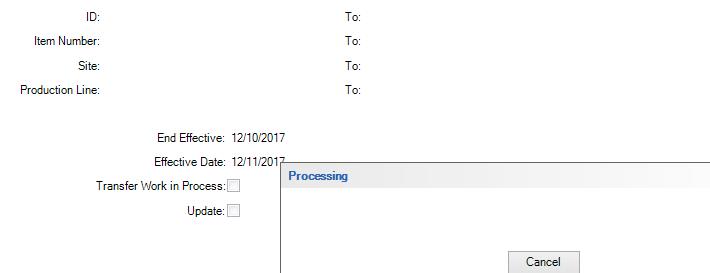 ID: To:
Item Number: To:
Site: To:
Production Line: To:
End Effective: 12/10/2017
Effective Date: 12/11/2017
Transfer Work in Process:
Processing
Update:
Cancel